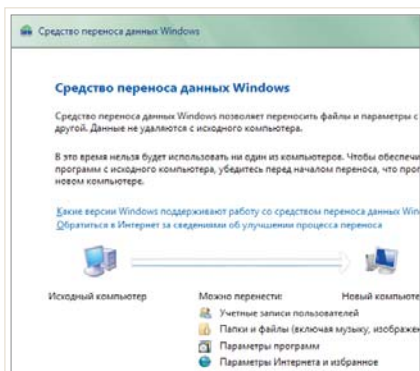 Средство переноса данных Windows
Средство переноса данных Windows
Средство переноса данных Windows позволяет переносить файлы и параметры с
другой. Данные не удаляются с исходного компьютера.
В это время нельзя будет использовать ни один из компьютеров. Чтобы обеспечи
программ с исходного компьютера, убедитесь перед началом переноса, что прог
новом компьютере.
Какие версии Windows поддерживают работу со средством переноса данных Win
Обратиться в Интернет за сведениями об улучшении процесса переноса
Исходный компьютер Можно перенести: Новый компьюте
Учетные записи пользователей
Папки и файлы (включая музыку, изображен
Параметры программ
Параметры Интернета и избранное